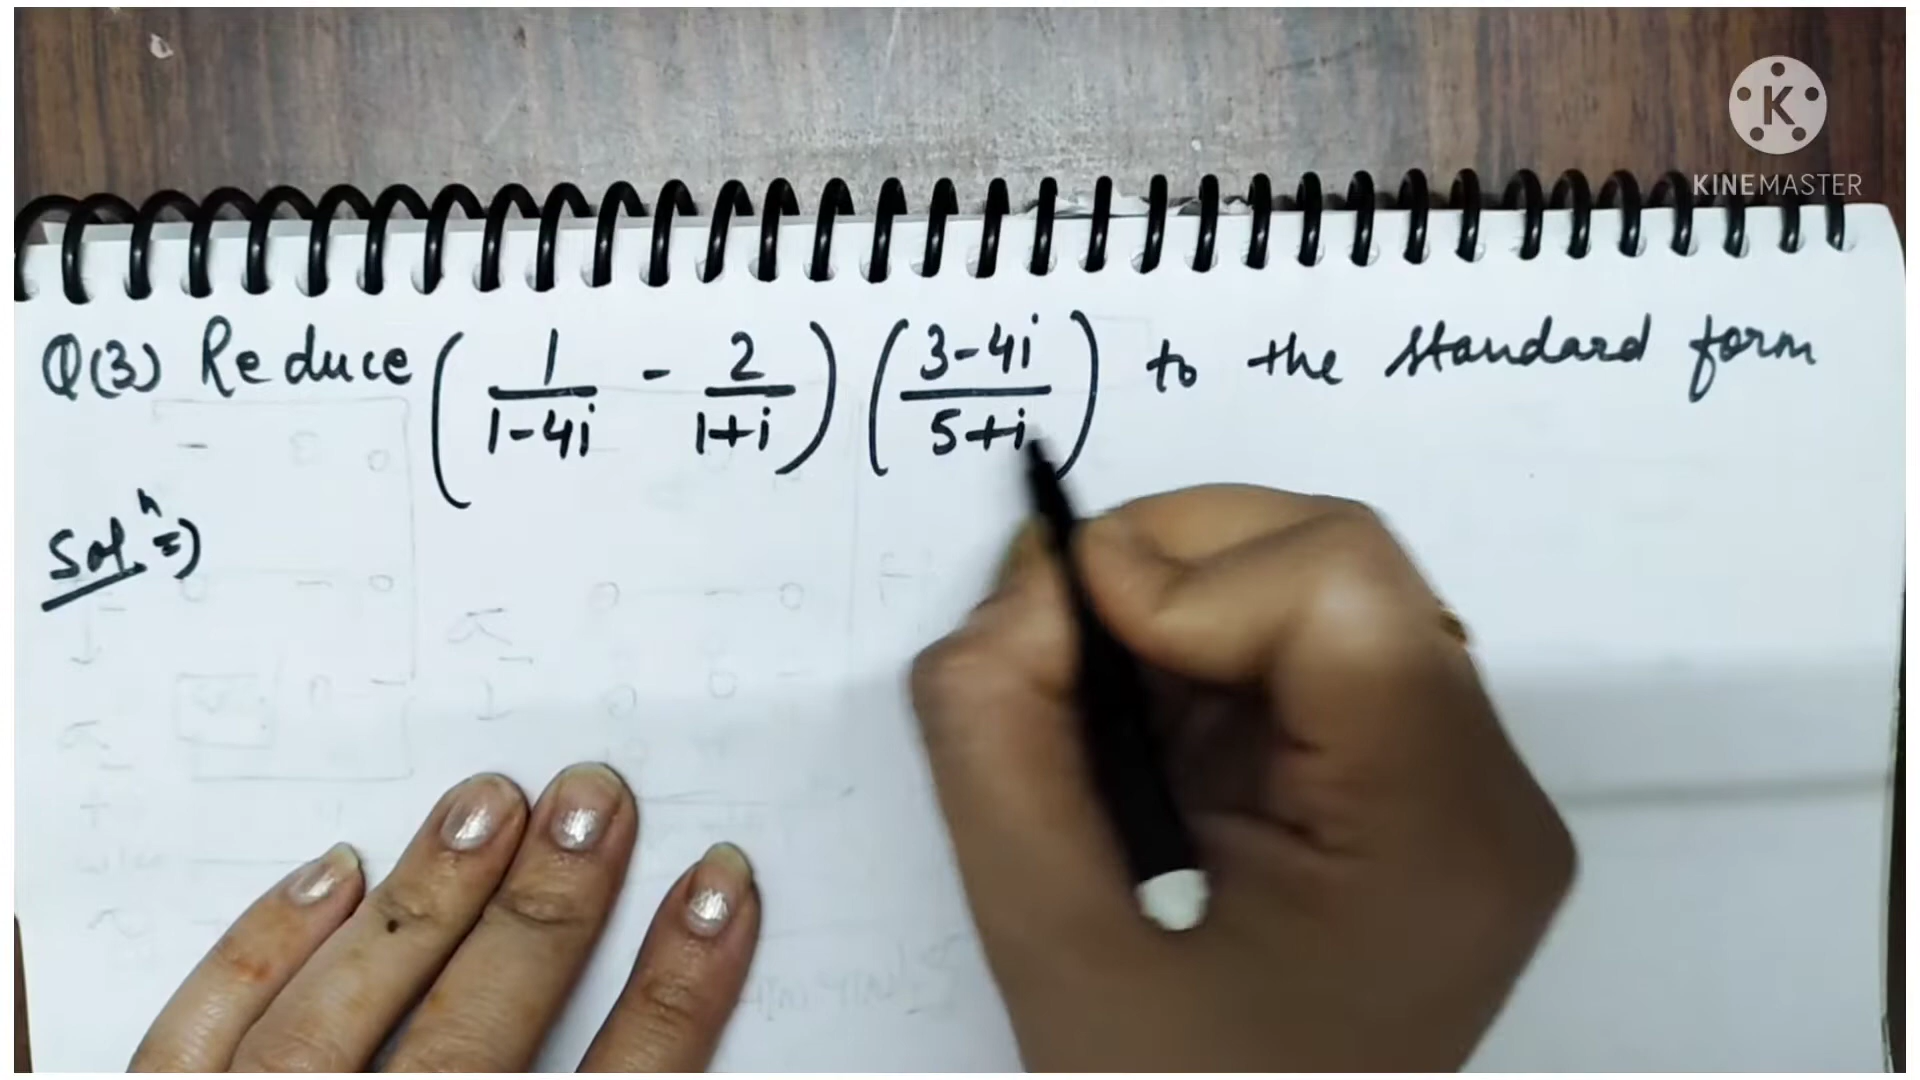 KINEMASTER
Q(3) Reduce (1/(1-4i) - 2/(1+i)) ((3-4i)/(5+i)) to the standard form
Solⁿ ⇒)